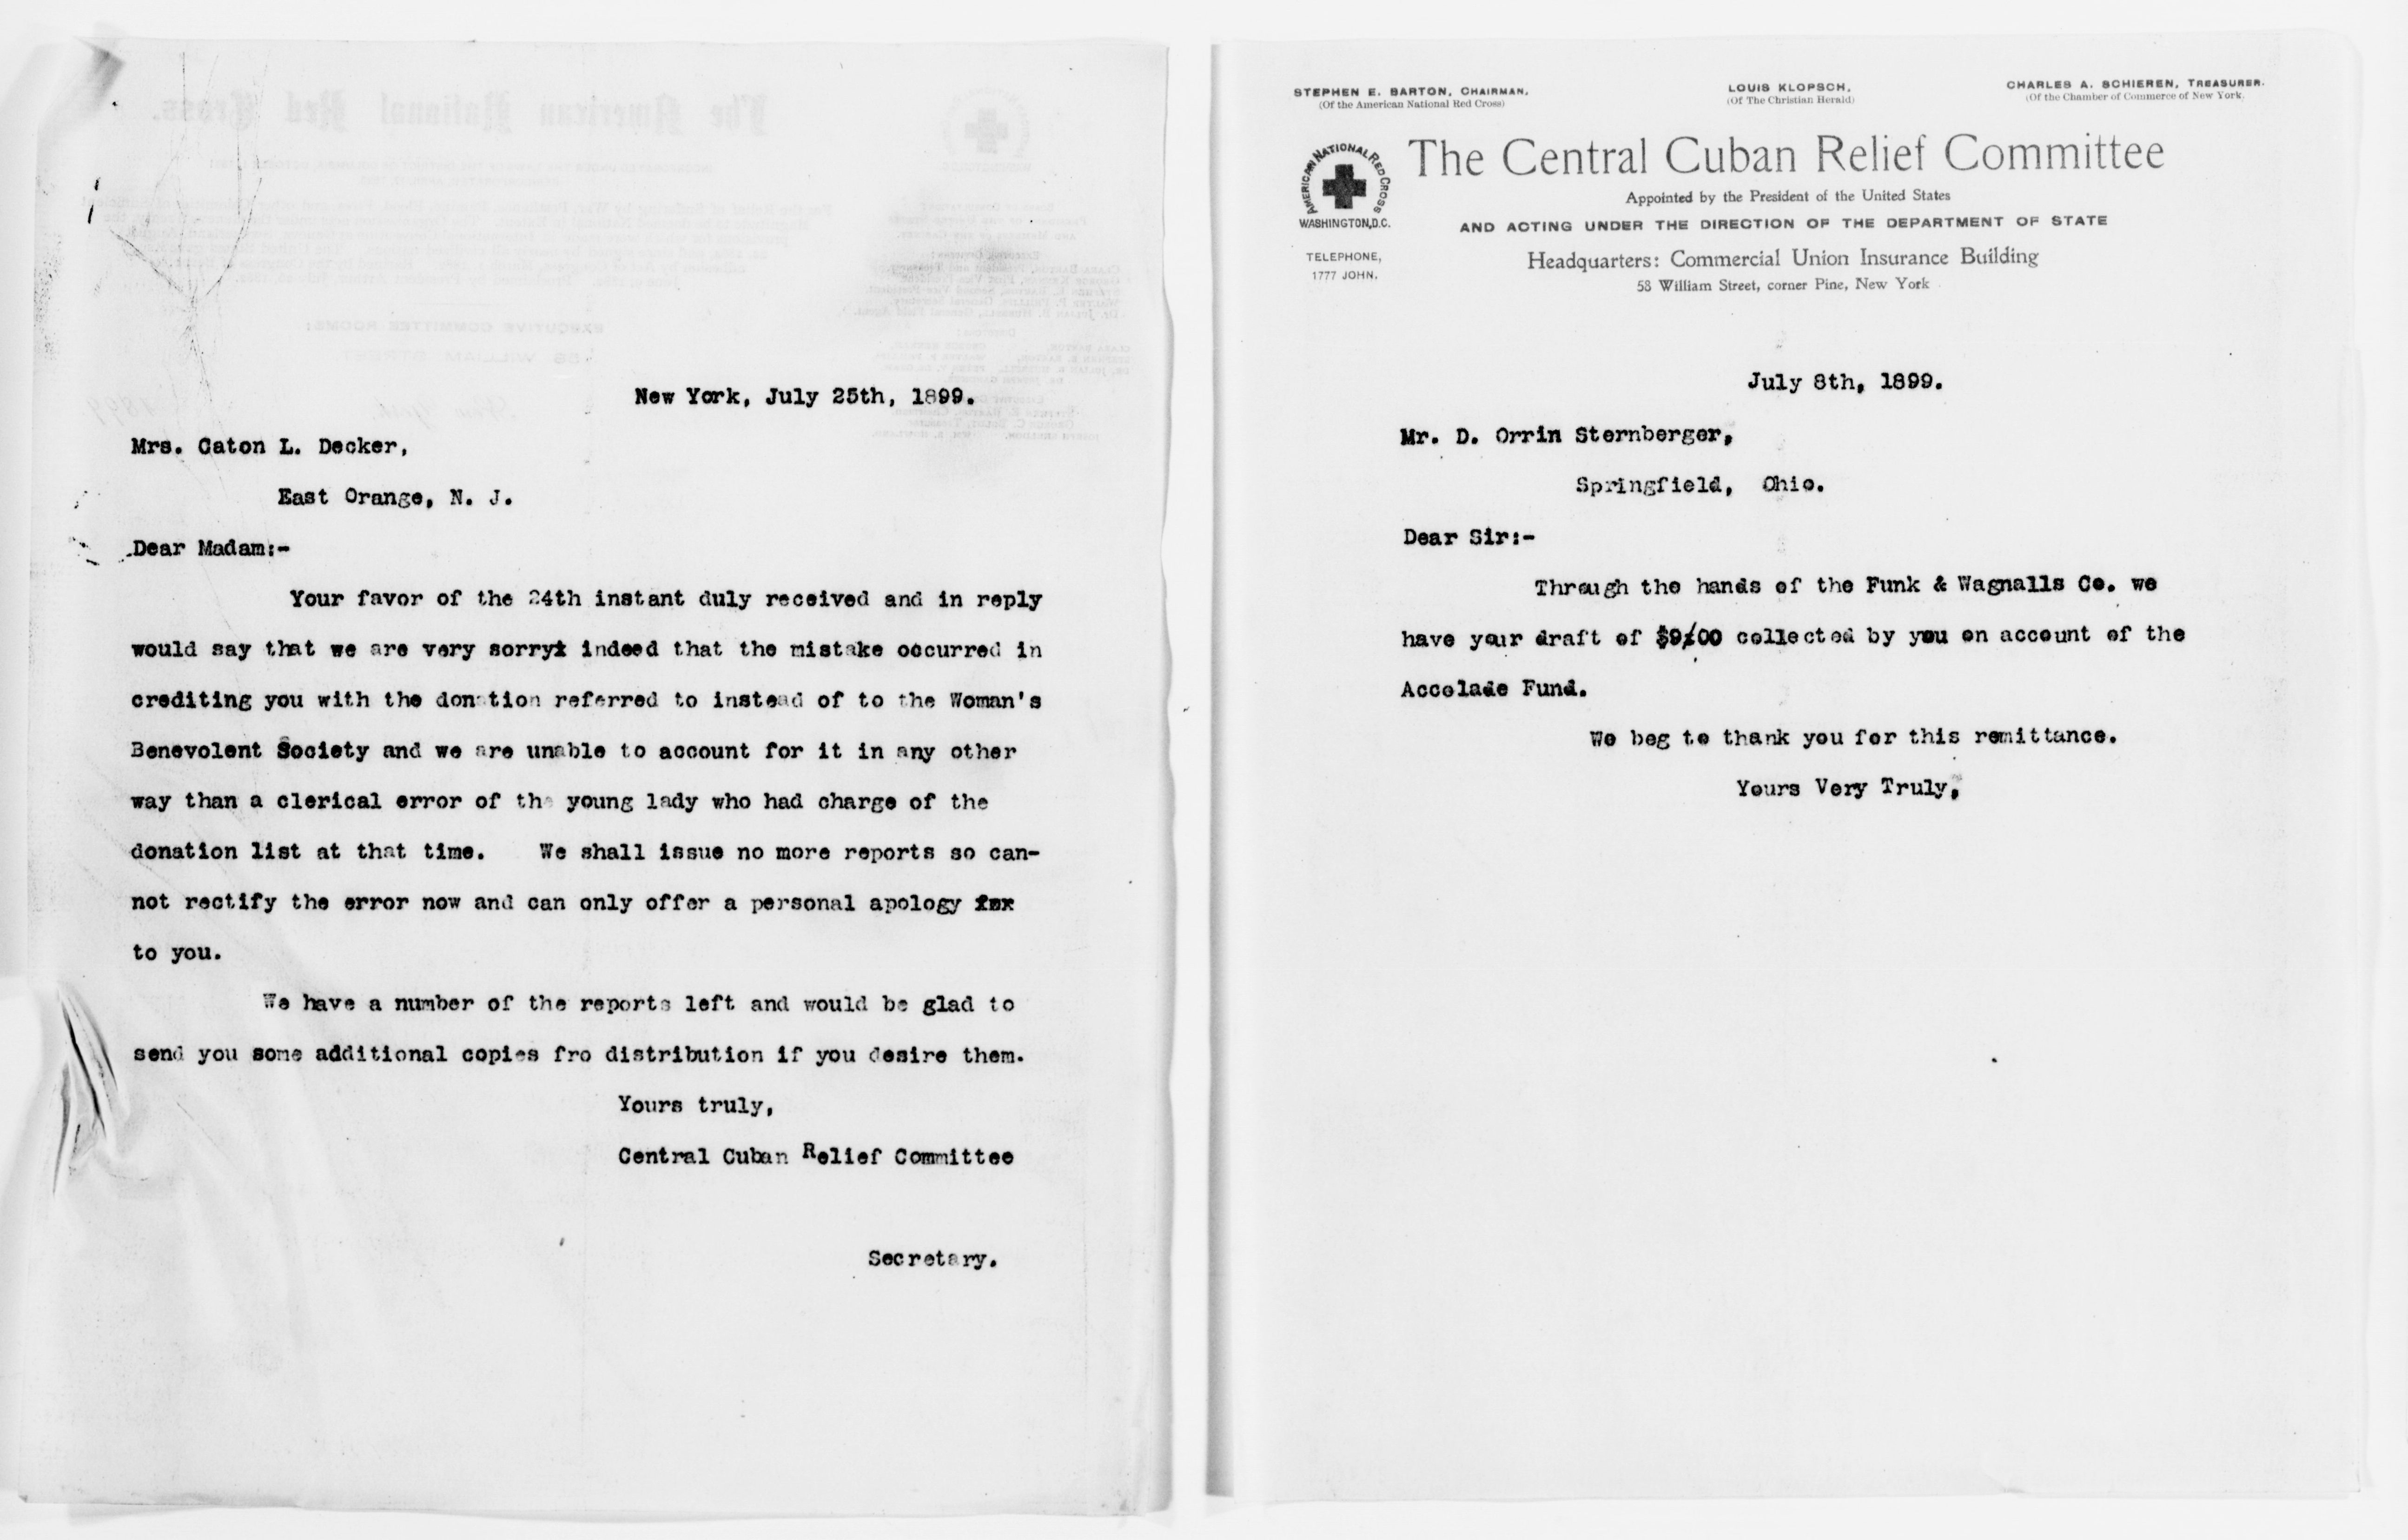 New York, July 25th, 1899.
Mrs. Caton L. Decker,
East Orange, N. J.
Dear Madam:-
Your favor of the 24th instant duly received and in reply
would say that we are very sorryx indeed that the mistake occurred in
crediting you with the donation referred to instead of to the Woman's
Benevolent Society and we are unable to account for it in any other
way than a clerical error of the young lady who had charge of the
donation list at that time. We shall issue no more reports so can-
not rectify the error now and can only offer a personal apology
to you.
We have a number of the reports left and would be glad to
send you some additional copies fro distribution if you desire them.
Yours truly,
Central Cuban Relief Committee
Secretary.
STEPHEN E. BARTON, CHAIRMAN,
(Of the American National Red Cross)
LOUIS KLOPSCH,
(Of The Christian Herald)
CHARLES A. SCHIEREN, TREASURER.
(Of the Chamber of Commerce of New York.
AMERICAN NATIONAL RED CROSS
WASHINGTON, D.C.
TELEPHONE,
1777 JOHN.
The Central Cuban Relief Committee
Appointed by the President of the United States
AND ACTING UNDER THE DIRECTION OF THE DEPARTMENT OF STATE
Headquarters: Commercial Union Insurance Building
58 William Street, corner Pine, New York
July 8th, 1899.
Mr. D. Orrin Sternberger,
Springfield, Ohio.
Dear Sir:-
Through the hands of the Funk & Wagnalls Co. we
have your draft of $9.00 collected by you on account of the
Accolade Fund.
We beg to thank you for this remittance.
Yours Very Truly,